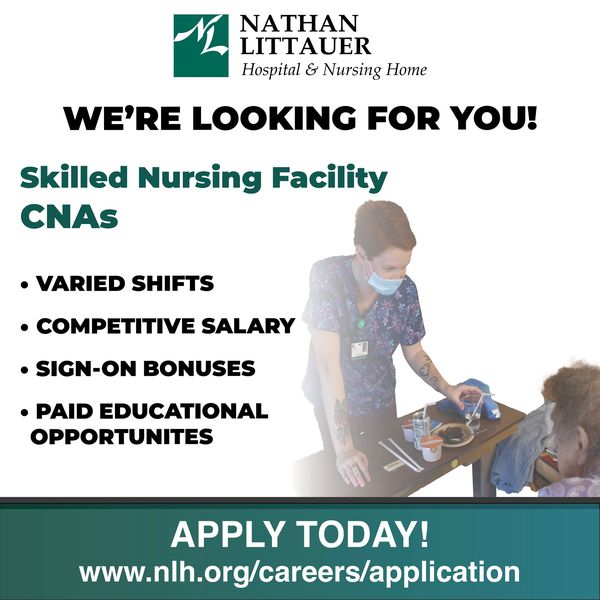 NATHAN
LITTAUER
Hospital & Nursing Home
WE'RE LOOKING FOR YOU!
Skilled Nursing Facility
CNAs
• VARIED SHIFTS
• COMPETITIVE SALARY
• SIGN-ON BONUSES
• PAID EDUCATIONAL
OPPORTUNITES
APPLY TODAY!
www.nlh.org/careers/application